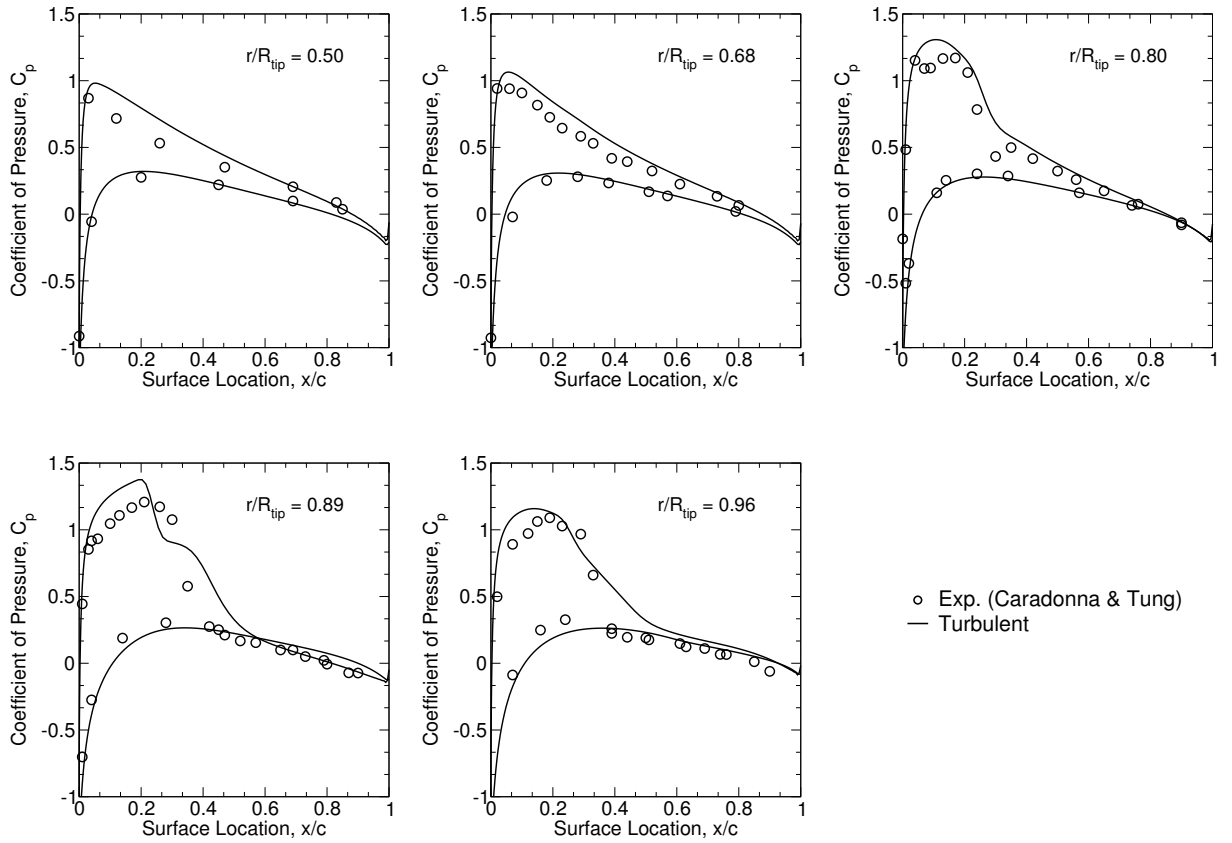 1.5
1
0.5
0
-0.5
-1
0 0.2 0.4 0.6 0.8 1
Surface Location, x/c
Coefficient of Pressure, C_p
r/R_tip = 0.50
1.5
1
0.5
0
-0.5
-1
0 0.2 0.4 0.6 0.8 1
Surface Location, x/c
Coefficient of Pressure, C_p
r/R_tip = 0.68
1.5
1
0.5
0
-0.5
-1
0 0.2 0.4 0.6 0.8 1
Surface Location, x/c
Coefficient of Pressure, C_p
r/R_tip = 0.80
1.5
1
0.5
0
-0.5
-1
0 0.2 0.4 0.6 0.8 1
Surface Location, x/c
Coefficient of Pressure, C_p
r/R_tip = 0.89
1.5
1
0.5
0
-0.5
-1
0 0.2 0.4 0.6 0.8 1
Surface Location, x/c
Coefficient of Pressure, C_p
r/R_tip = 0.96
Exp. (Caradonna & Tung)
Turbulent